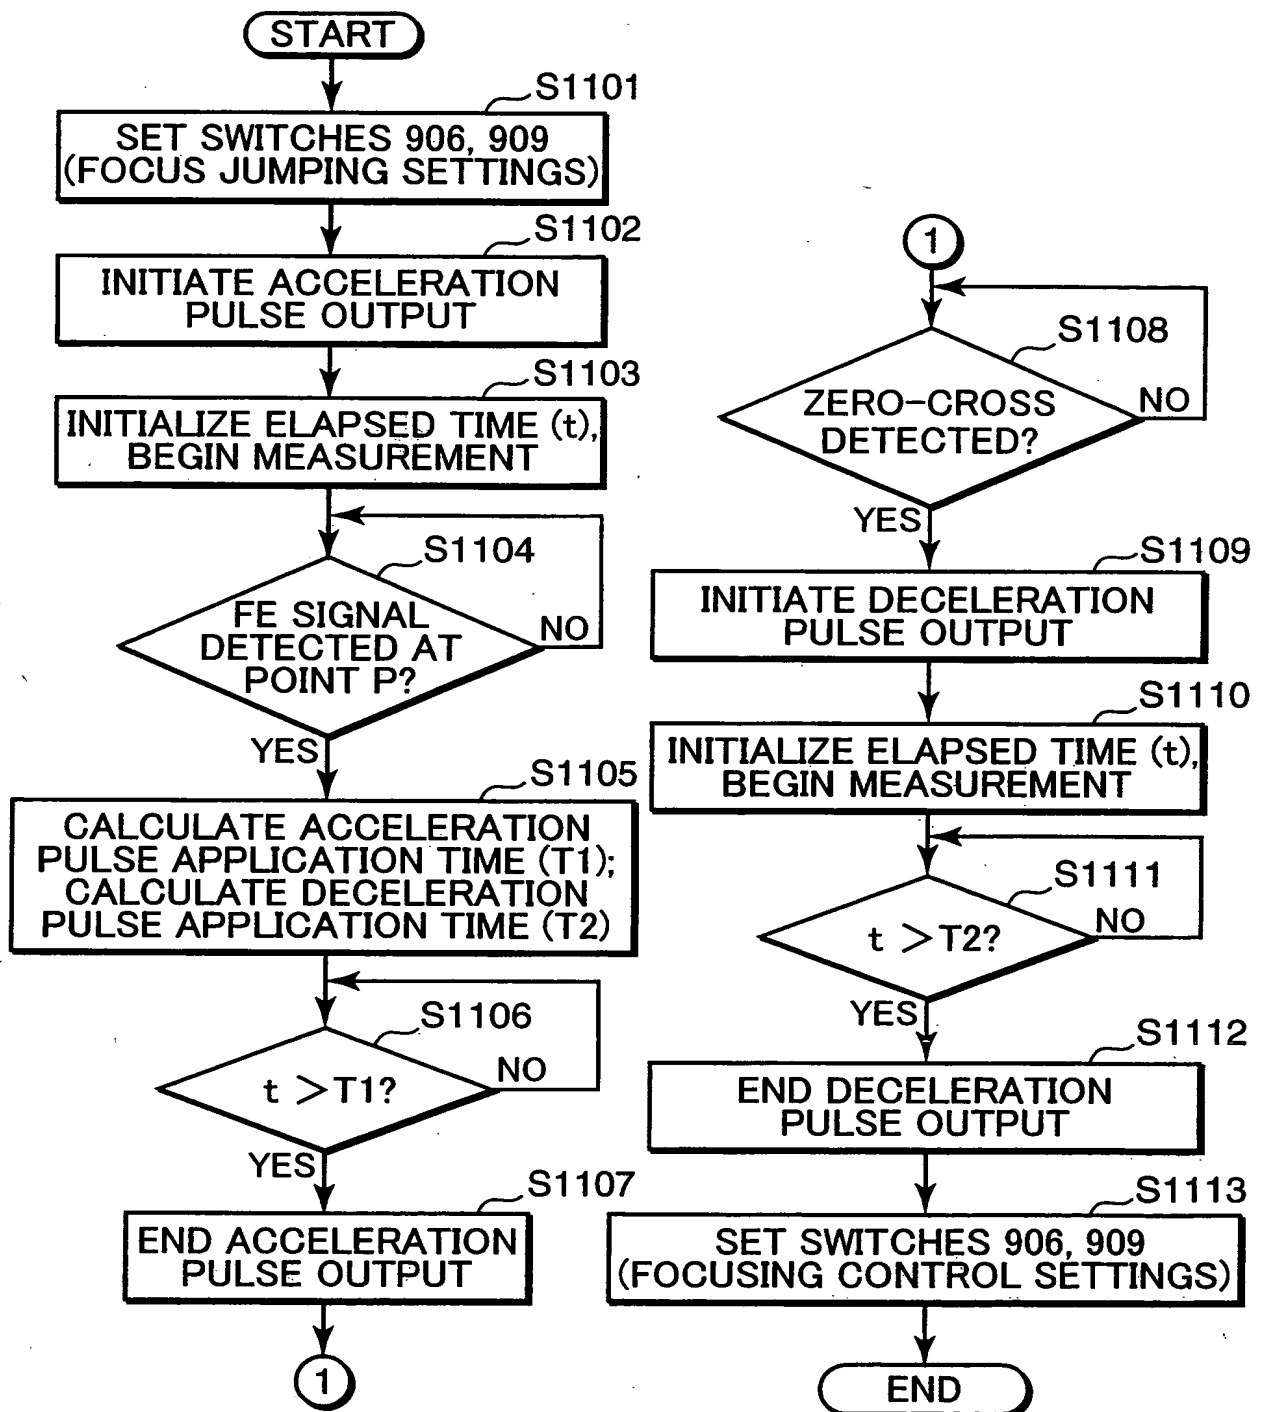 START
S1101
SET SWITCHES 906, 909
(FOCUS JUMPING SETTINGS)
S1102
INITIATE ACCELERATION
PULSE OUTPUT
S1103
INITIALIZE ELAPSED TIME (t),
BEGIN MEASUREMENT
S1104
FE SIGNAL
DETECTED AT
POINT P?
NO
YES
S1105
CALCULATE ACCELERATION
PULSE APPLICATION TIME (T1);
CALCULATE DECELERATION
PULSE APPLICATION TIME (T2)
S1106
t >T1?
NO
YES
S1107
END ACCELERATION
PULSE OUTPUT
1
1
S1108
ZERO-CROSS
DETECTED?
NO
YES
S1109
INITIATE DECELERATION
PULSE OUTPUT
S1110
INITIALIZE ELAPSED TIME (t),
BEGIN MEASUREMENT
S1111
t >T2?
NO
YES
S1112
END DECELERATION
PULSE OUTPUT
S1113
SET SWITCHES 906, 909
(FOCUSING CONTROL SETTINGS)
END